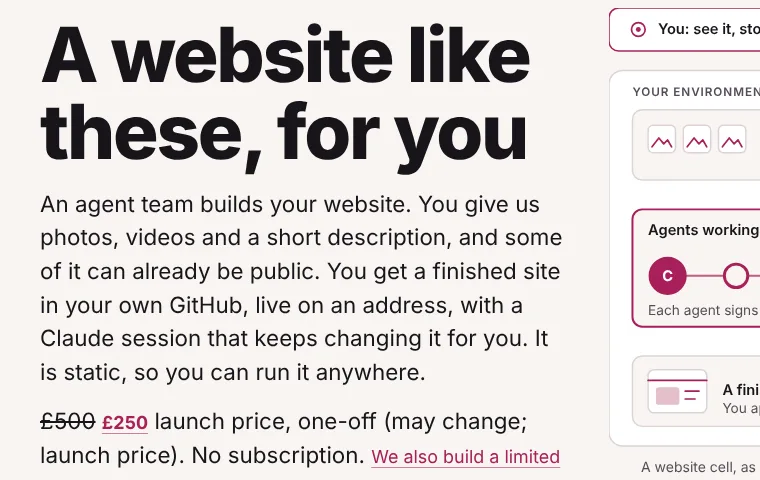 A website like
these, for you
An agent team builds your website. You give us
photos, videos and a short description, and some
of it can already be public. You get a finished site
in your own GitHub, live on an address, with a
Claude session that keeps changing it for you. It
is static, so you can run it anywhere.
£500 £250 launch price, one-off (may change;
launch price). No subscription. We also build a limited
You: see it, sto
YOUR ENVIRONMEN
Agents working
C
Each agent signs
A fini
You ap
A website cell, as